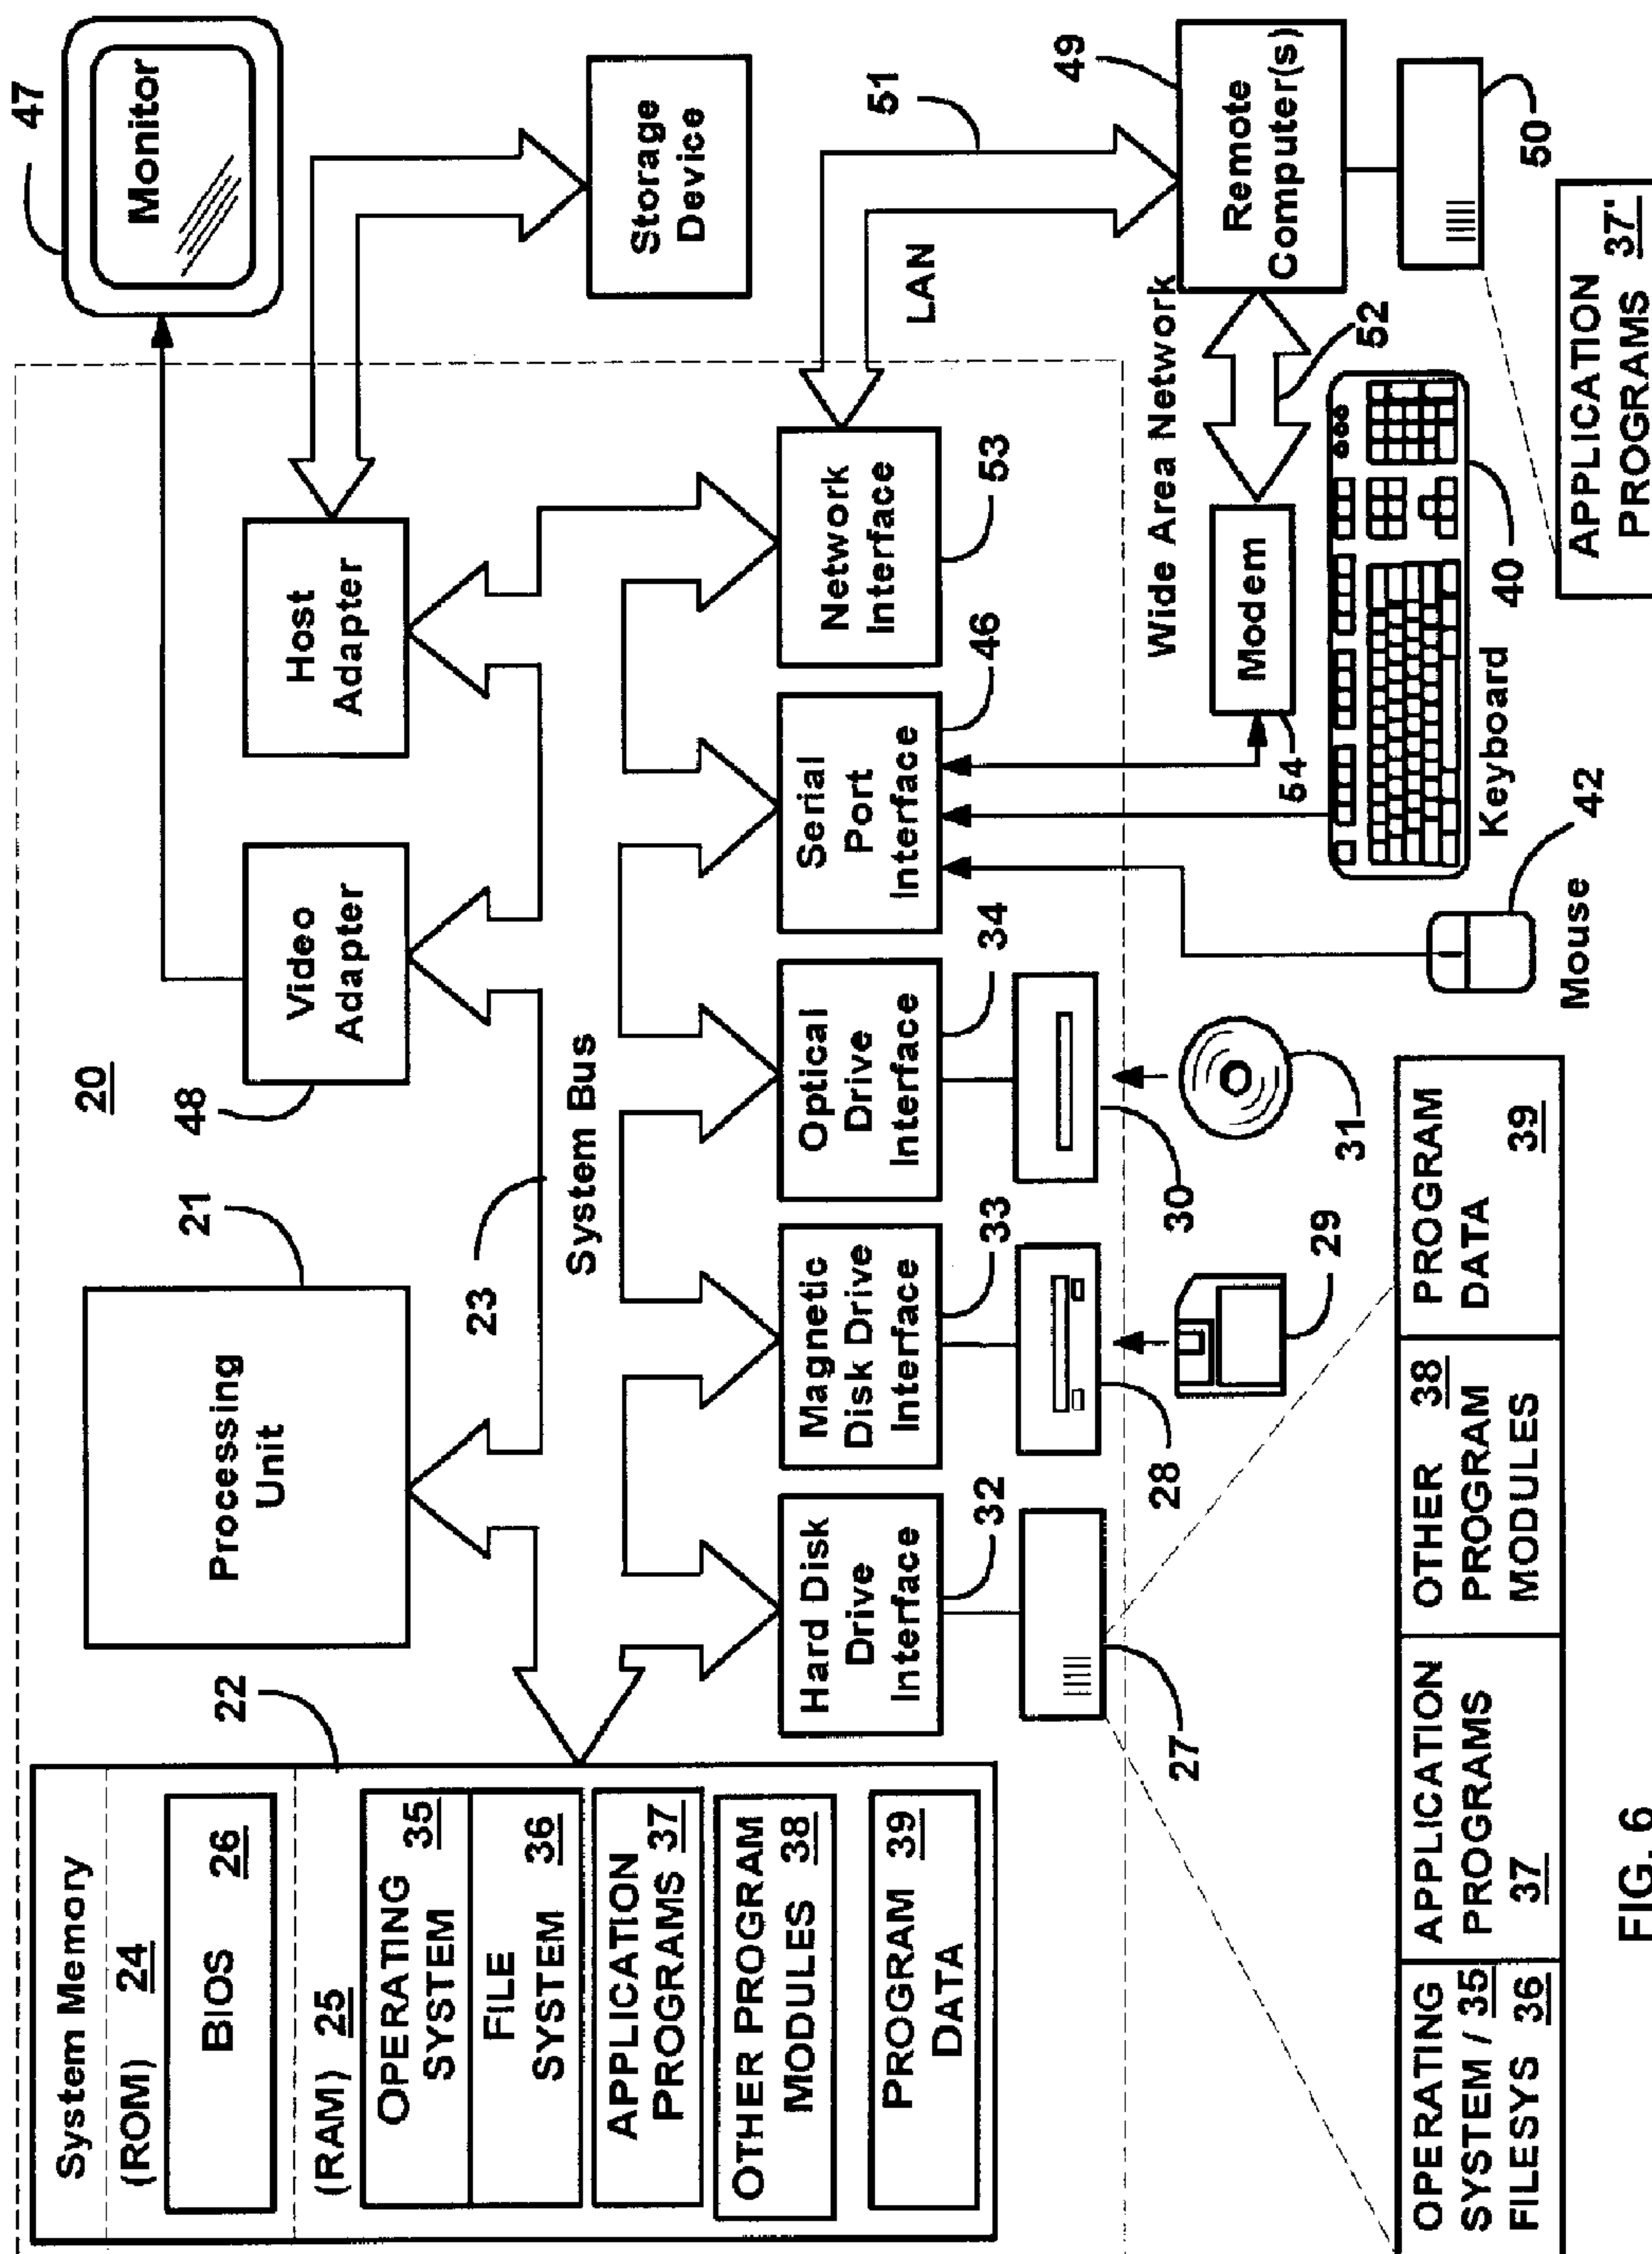 20
System Memory
(ROM) 24
BIOS 26
(RAM) 25
OPERATING
SYSTEM 35
FILE
SYSTEM 36
APPLICATION
PROGRAMS 37
OTHER PROGRAM
MODULES 38
PROGRAM 39
DATA
22
Processing
Unit
21
Video
Adapter
48
Host
Adapter
Monitor
47
Storage
Device
23
System Bus
Hard Disk
Drive
Interface
32
Magnetic
Disk Drive
Interface
33
Optical
Drive
Interface
34
Serial
Port
Interface
46
Network
Interface
53
LAN
51
27
28
29
30
31
Wide Area Network
Modem
54
52
Remote
Computer(s)
49
50
Keyboard
40
Mouse
42
OPERATING
SYSTEM / 35
FILESYS 36
APPLICATION
PROGRAMS
37
OTHER 38
PROGRAM
MODULES
PROGRAM
DATA
39
APPLICATION
PROGRAMS 37'
FIG. 6